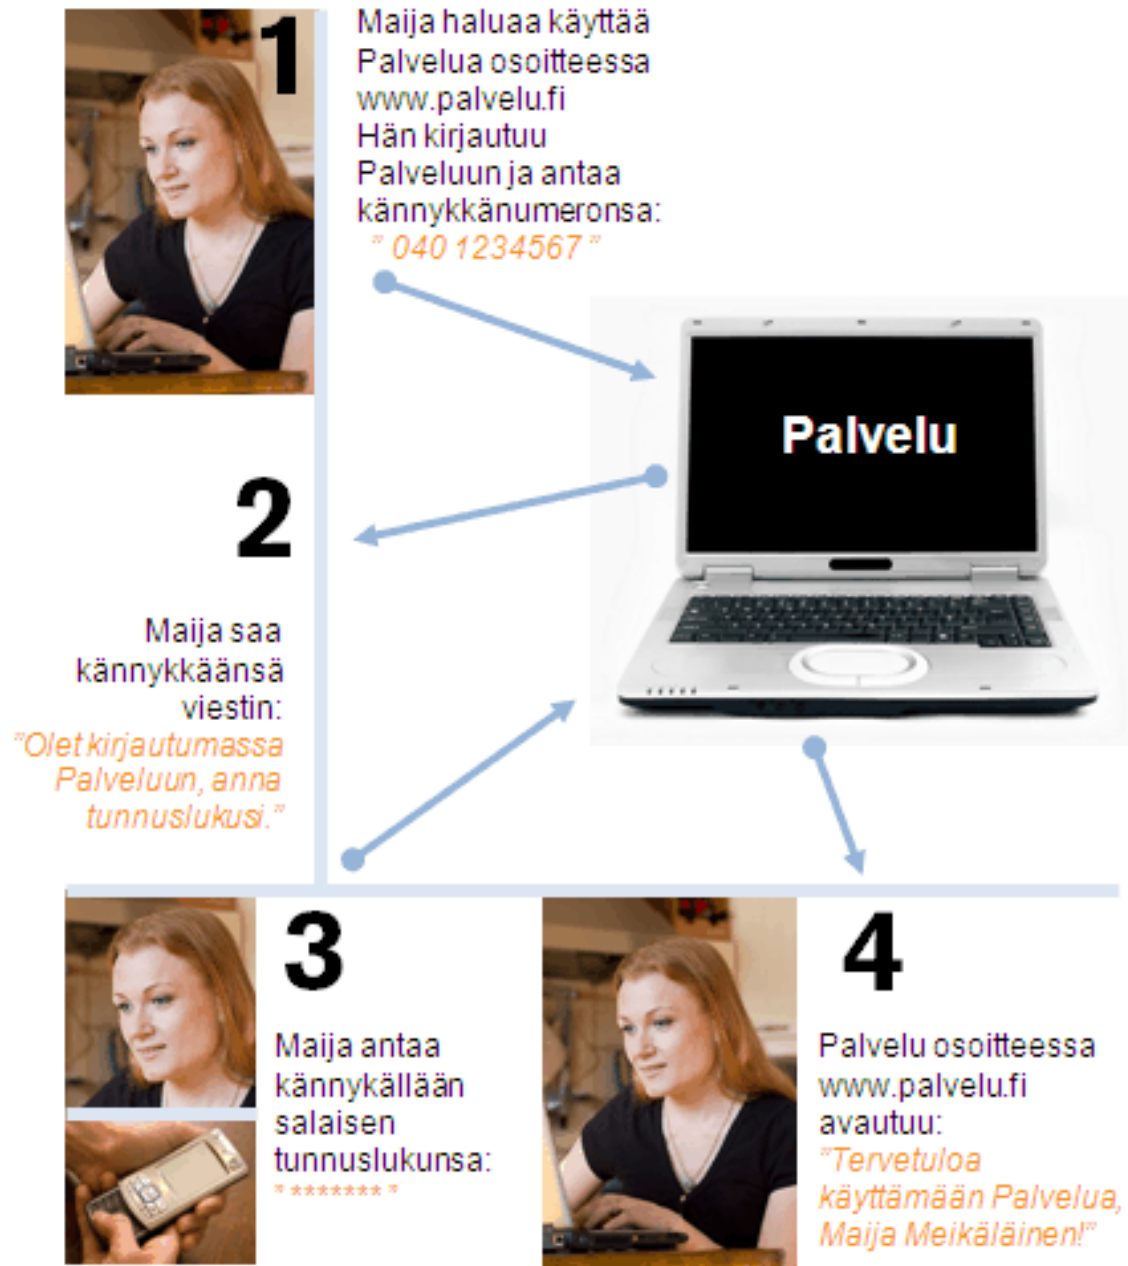 1
Maija haluaa käyttää
Palvelua osoitteessa
www.palvelu.fi
Hän kirjautuu
Palveluun ja antaa
kännykkänumeronsa:
” 040 1234567 ”
Palvelu
2
Maija saa
kännykkäänsä
viestin:
”Olet kirjautumassa
Palveluun, anna
tunnuslukusi.”
3
Maija antaa
kännykällään
salaisen
tunnuslukunsa:
” ******* ”
4
Palvelu osoitteessa
www.palvelu.fi
avautuu:
”Tervetuloa
käyttämään Palvelua,
Maija Meikäläinen!”